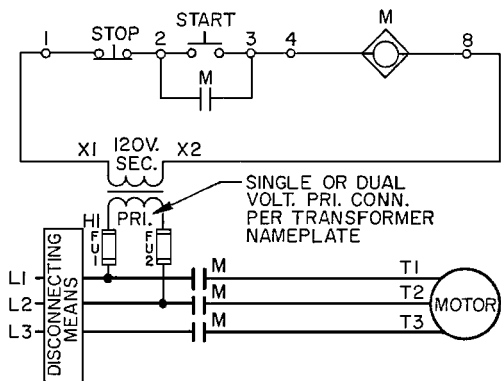 START
M
1 STOP 2 3 4 8
M
X1 120V. X2
SEC.
SINGLE OR DUAL
VOLT. PRI. CONN.
PER TRANSFORMER
NAMEPLATE
H1 PRI.
FU1 FU2
DISCONNECTING
MEANS
L1 M T1
L2 M T2
L3 M T3
MOTOR